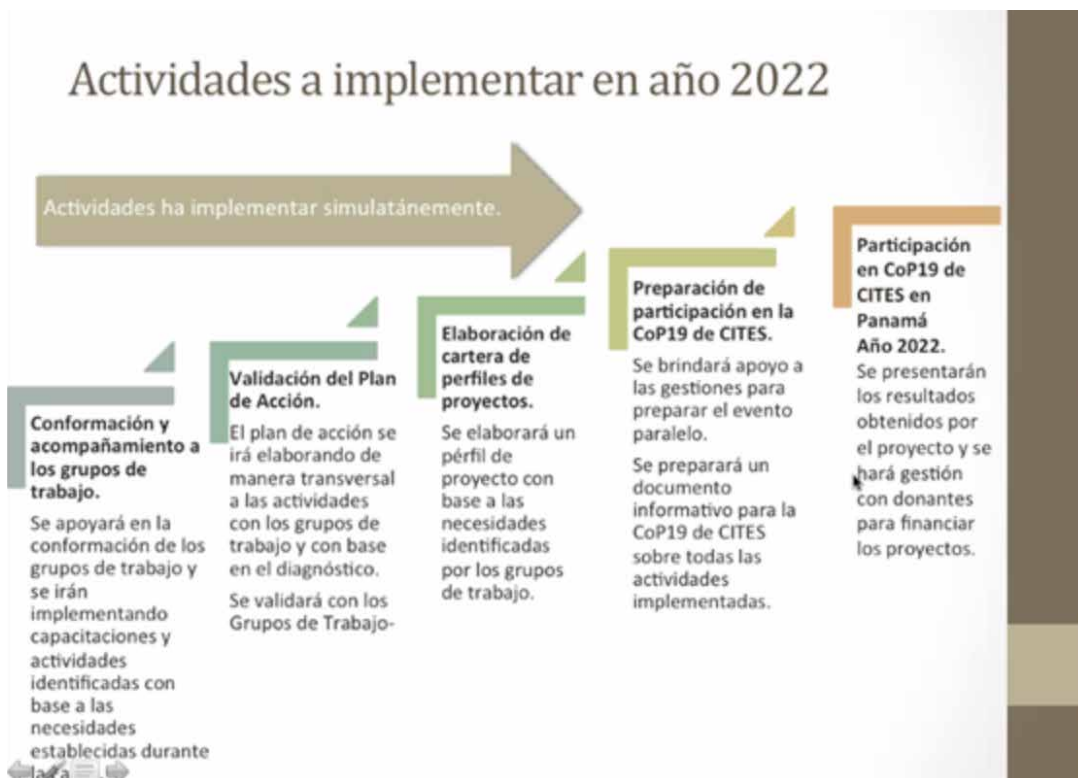 Actividades a implementar en año 2022
Actividades ha implementar simulatánemente.
Conformación y
acompañamiento a
los grupos de
trabajo.
Se apoyará en la
conformación de los
grupos de trabajo y
se irán
implementando
capacitaciones y
actividades
identificadas con
base a las
necesidades
establecidas durante
Validación del Plan
de Acción.
El plan de acción se
irá elaborando de
manera transversal
a las actividades
con los grupos de
trabajo y con base
en el diagnóstico.
Se validará con los
Grupos de Trabajo-
Elaboración de
cartera de
perfiles de
proyectos.
Se elaborará un
pérfil de
proyecto con
base a las
necesidades
identificadas
por los grupos
de trabajo.
Preparación de
participación en la
CoP19 de CITES.
Se brindará apoyo a
las gestiones para
preparar el evento
paralelo.
Se preparará un
documento
informativo para la
CoP19 de CITES
sobre todas las
actividades
implementadas.
Participación
en CoP19 de
CITES en
Panamá
Año 2022.
Se presentarán
los resultados
obtenidos por
el proyecto y se
hará gestión
con donantes
para financiar
los proyectos.